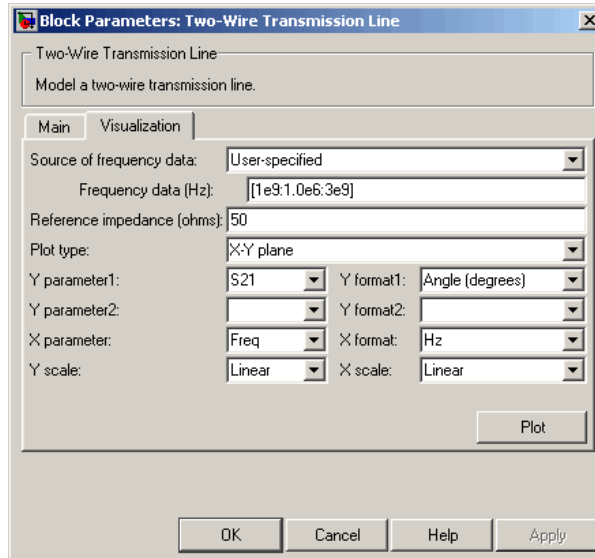 Block Parameters: Two-Wire Transmission Line
Two-Wire Transmission Line
Model a two-wire transmission line.
Main Visualization
Source of frequency data: User-specified
Frequency data (Hz): [1e9:1.0e6:3e9]
Reference impedance (ohms): 50
Plot type: X-Y plane
Y parameter1: S21 Y format1: Angle (degrees)
Y parameter2: Y format2:
X parameter: Freq X format: Hz
Y scale: Linear X scale: Linear
Plot
OK Cancel Help Apply